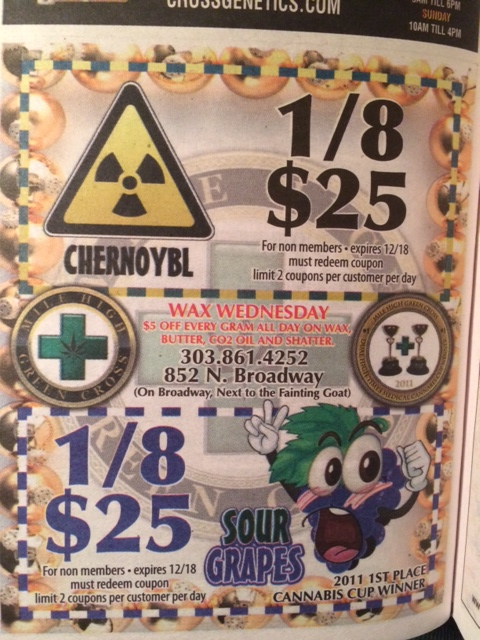 CROSSGENETICS.COM
TILL 6PM
SUNDAY
10AM TILL 4PM
1/8
$25
CHERNOYBL
For non members • expires 12/18
must redeem coupon
limit 2 coupons per customer per day
MILE HIGH
GREEN CROSS
WAX WEDNESDAY
$5 OFF EVERY GRAM ALL DAY ON WAX,
BUTTER, CO2 OIL AND SHATTER.
303.861.4252
852 N. Broadway
(On Broadway, Next to the Fainting Goat)
MILE HIGH GREEN CROSS
2011
1/8
$25
For non members • expires 12/18
must redeem coupon
limit 2 coupons per customer per day
SOUR
GRAPES
2011 1ST PLACE
CANNABIS CUP WINNER